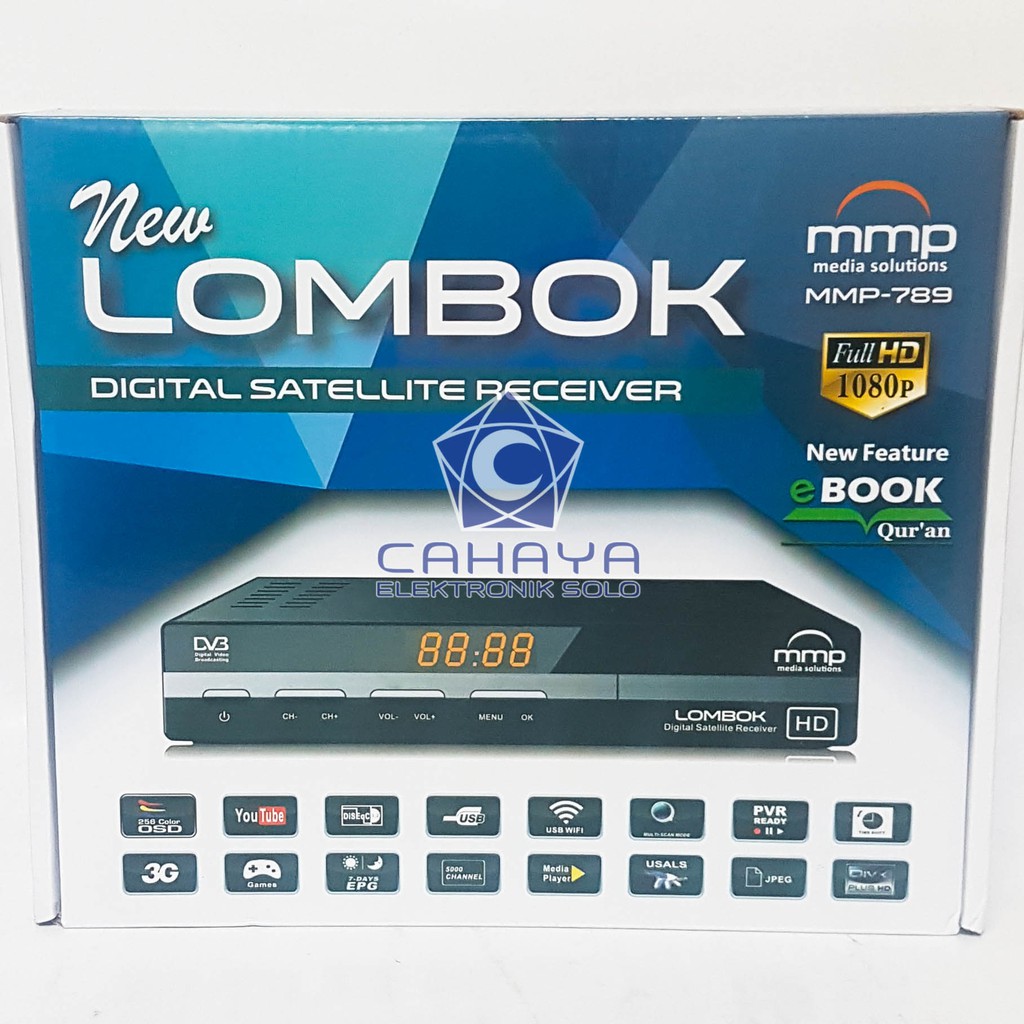 New
LOMBOK
DIGITAL SATELLITE RECEIVER
mmp
media solutions
MMP-789
Full HD
1080P
New Feature
eBOOK
Qur'an
CAHAYA
ELEKTRONIK SOLO
DVB
Digital Video
Broadcasting
88:88
mmp
media solutions
CH- CH+ VOL- VOL+ MENU OK
LOMBOK
Digital Satellite Receiver
HD
256 Color
OSD
YouTube
DiSEqC
USB
USB WIFI
MULTI-SCAN MODE
PVR
READY
TIME SHIFT
3G
Games
7-DAYS
EPG
5000
CHANNEL
Media
Player
USALS
JPEG
DIVX
PLUS HD